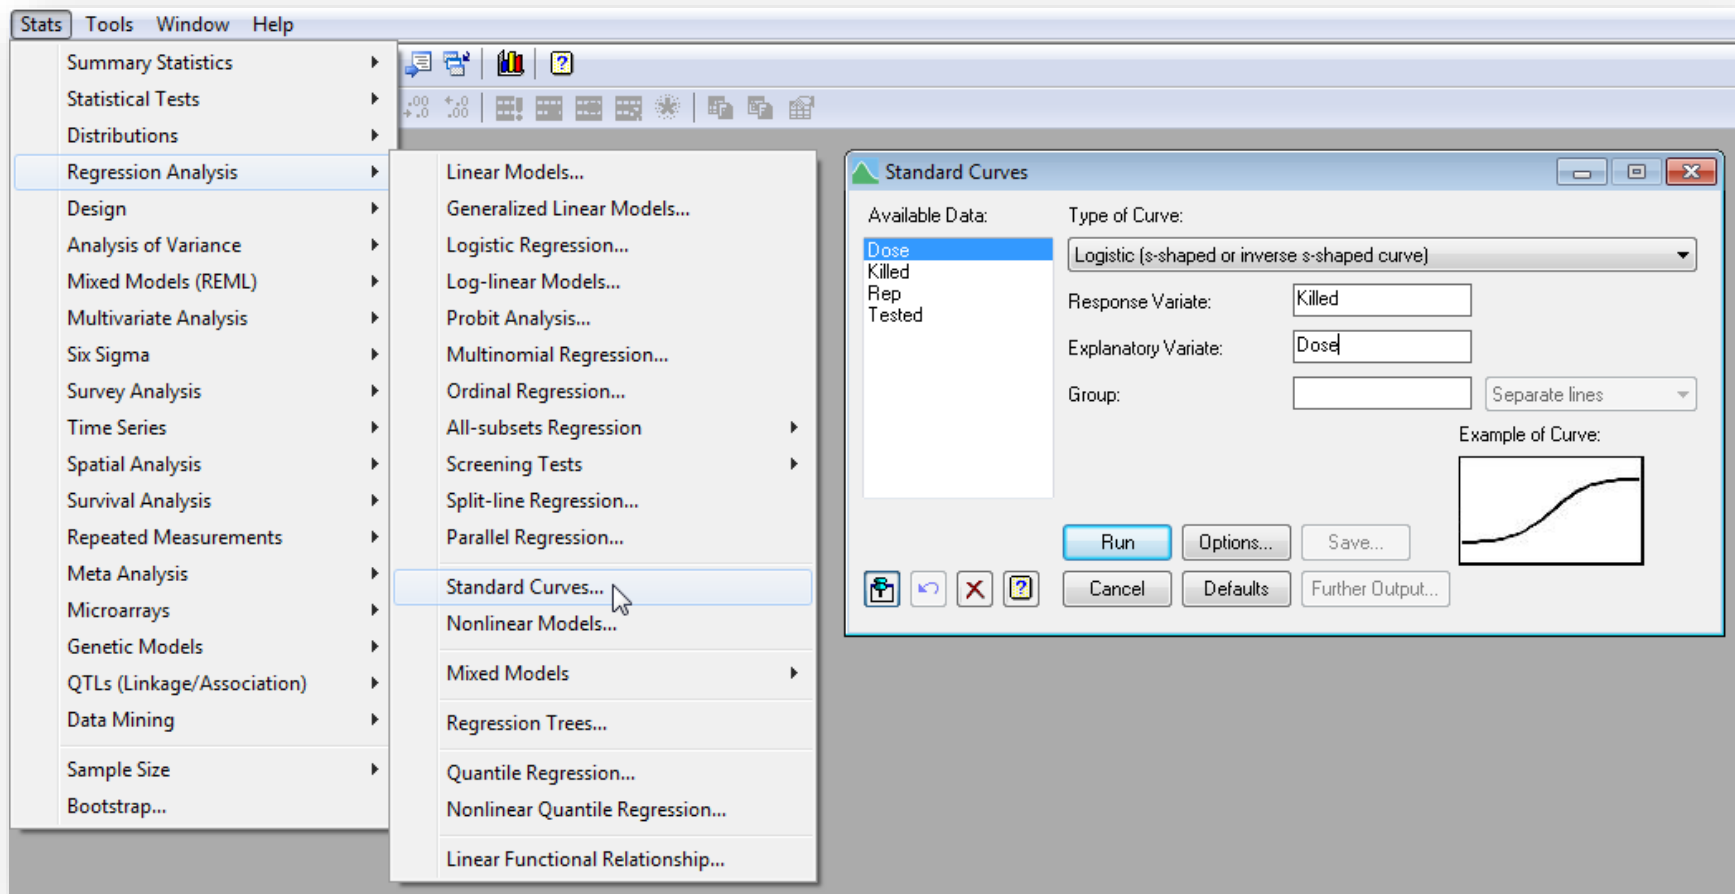 Stats Tools Window Help
Summary Statistics
Statistical Tests
Distributions
Regression Analysis
Design
Analysis of Variance
Mixed Models (REML)
Multivariate Analysis
Six Sigma
Survey Analysis
Time Series
Spatial Analysis
Survival Analysis
Repeated Measurements
Meta Analysis
Microarrays
Genetic Models
QTLs (Linkage/Association)
Data Mining
Sample Size
Bootstrap...
Linear Models...
Generalized Linear Models...
Logistic Regression...
Log-linear Models...
Probit Analysis...
Multinomial Regression...
Ordinal Regression...
All-subsets Regression
Screening Tests
Split-line Regression...
Parallel Regression...
Standard Curves...
Nonlinear Models...
Mixed Models
Regression Trees...
Quantile Regression...
Nonlinear Quantile Regression...
Linear Functional Relationship...
Standard Curves
Available Data:
Dose
Killed
Rep
Tested
Type of Curve:
Logistic (s-shaped or inverse s-shaped curve)
Response Variate: Killed
Explanatory Variate: Dose
Group: Separate lines
Example of Curve:
Run Options... Save...
Cancel Defaults Further Output...